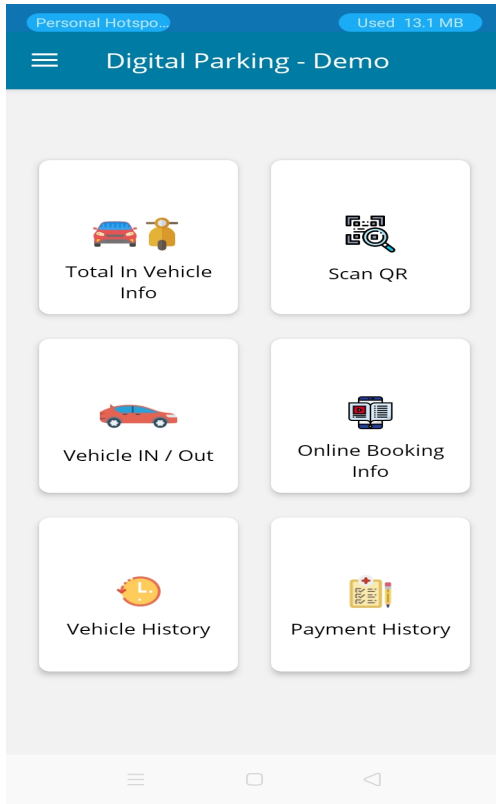 Personal Hotspo...
Used 13.1 MB
Digital Parking - Demo
Total In Vehicle
Info
Scan QR
Vehicle IN / Out
Online Booking
Info
Vehicle History
Payment History